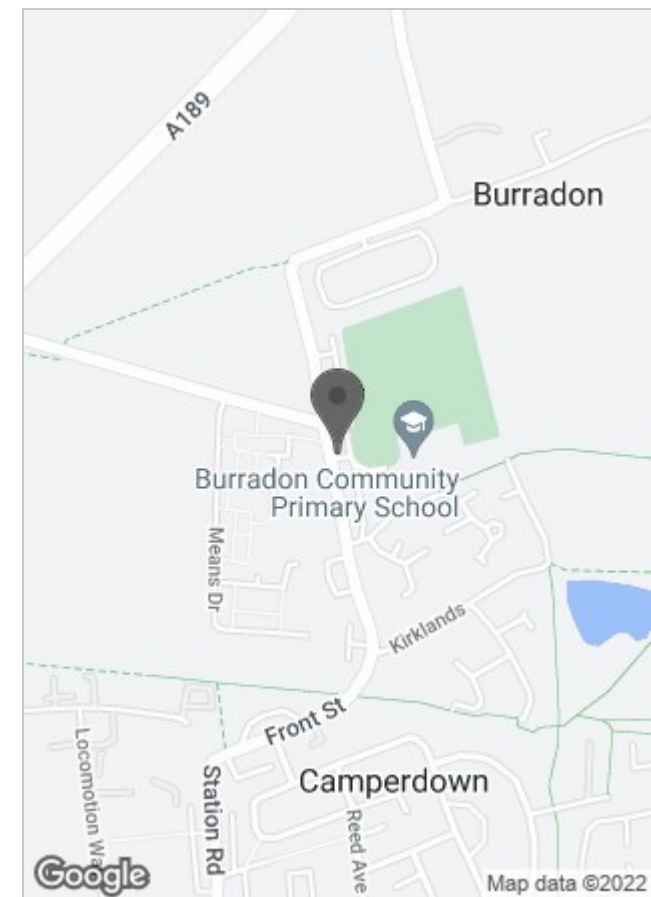 A189
Burradon
Burradon Community
Primary School
Means Dr
Kirklands
Front St
Locomotion Wa
Station Rd
Camperdown
Reed Ave
Google
Map data ©2022